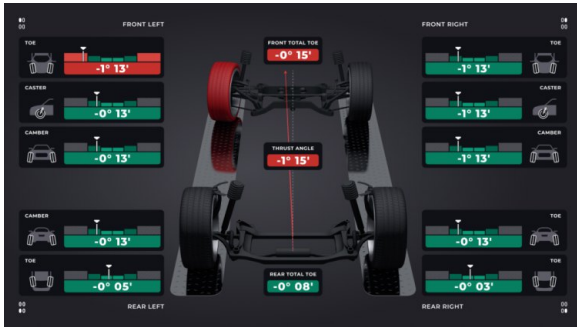 FRONT LEFT
FRONT RIGHT
TOE
-1° 13'
CASTER
-0° 13'
CAMBER
-0° 13'
FRONT TOTAL TOE
-0° 15'
THRUST ANGLE
-1° 15'
TOE
-1° 13'
CASTER
-1° 13'
CAMBER
-1° 13'
CAMBER
-0° 13'
TOE
-0° 05'
REAR TOTAL TOE
-0° 08'
CAMBER
-0° 13'
TOE
-0° 03'
REAR LEFT
REAR RIGHT